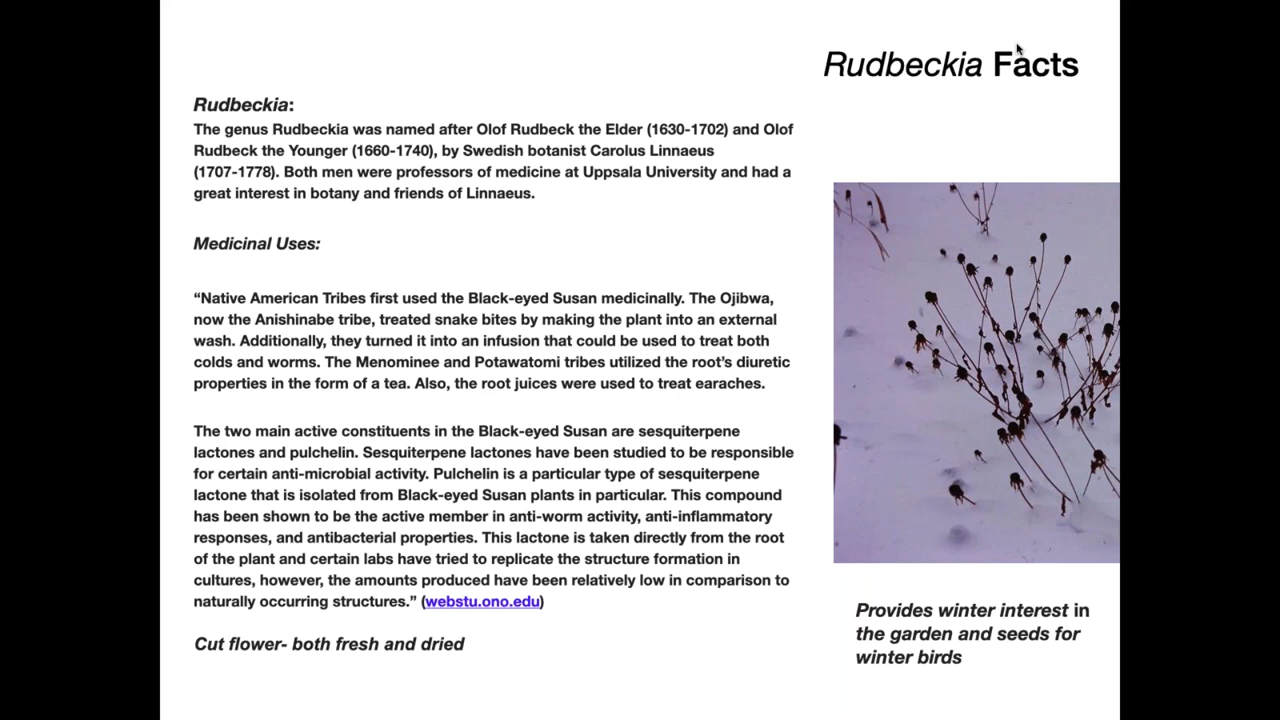 Rudbeckia Facts
Rudbeckia:
The genus Rudbeckia was named after Olof Rudbeck the Elder (1630-1702) and Olof
Rudbeck the Younger (1660-1740), by Swedish botanist Carolus Linnaeus
(1707-1778). Both men were professors of medicine at Uppsala University and had a
great interest in botany and friends of Linnaeus.
Medicinal Uses:
“Native American Tribes first used the Black-eyed Susan medicinally. The Ojibwa,
now the Anishinabe tribe, treated snake bites by making the plant into an external
wash. Additionally, they turned it into an infusion that could be used to treat both
colds and worms. The Menominee and Potawatomi tribes utilized the root’s diuretic
properties in the form of a tea. Also, the root juices were used to treat earaches.
The two main active constituents in the Black-eyed Susan are sesquiterpene
lactones and pulchelin. Sesquiterpene lactones have been studied to be responsible
for certain anti-microbial activity. Pulchelin is a particular type of sesquiterpene
lactone that is isolated from Black-eyed Susan plants in particular. This compound
has been shown to be the active member in anti-worm activity, anti-inflammatory
responses, and antibacterial properties. This lactone is taken directly from the root
of the plant and certain labs have tried to replicate the structure formation in
cultures, however, the amounts produced have been relatively low in comparison to
naturally occurring structures.” (webstu.ono.edu)
Cut flower- both fresh and dried
Provides winter interest in
the garden and seeds for
winter birds